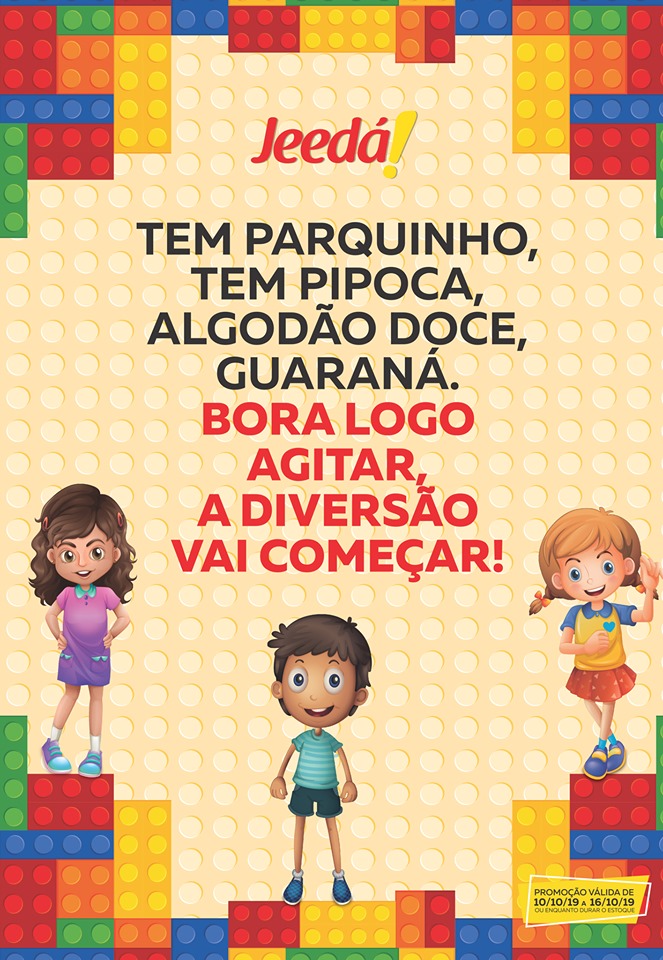 Jeedá!
TEM PARQUINHO,
TEM PIPOCA,
ALGODÃO DOCE,
GUARANÁ.
BORA LOGO
AGITAR,
A DIVERSÃO
VAI COMEÇAR!
PROMOÇÃO VÁLIDA DE
10/10/19 A 16/10/19
OU ENQUANTO DURAR O ESTOQUE